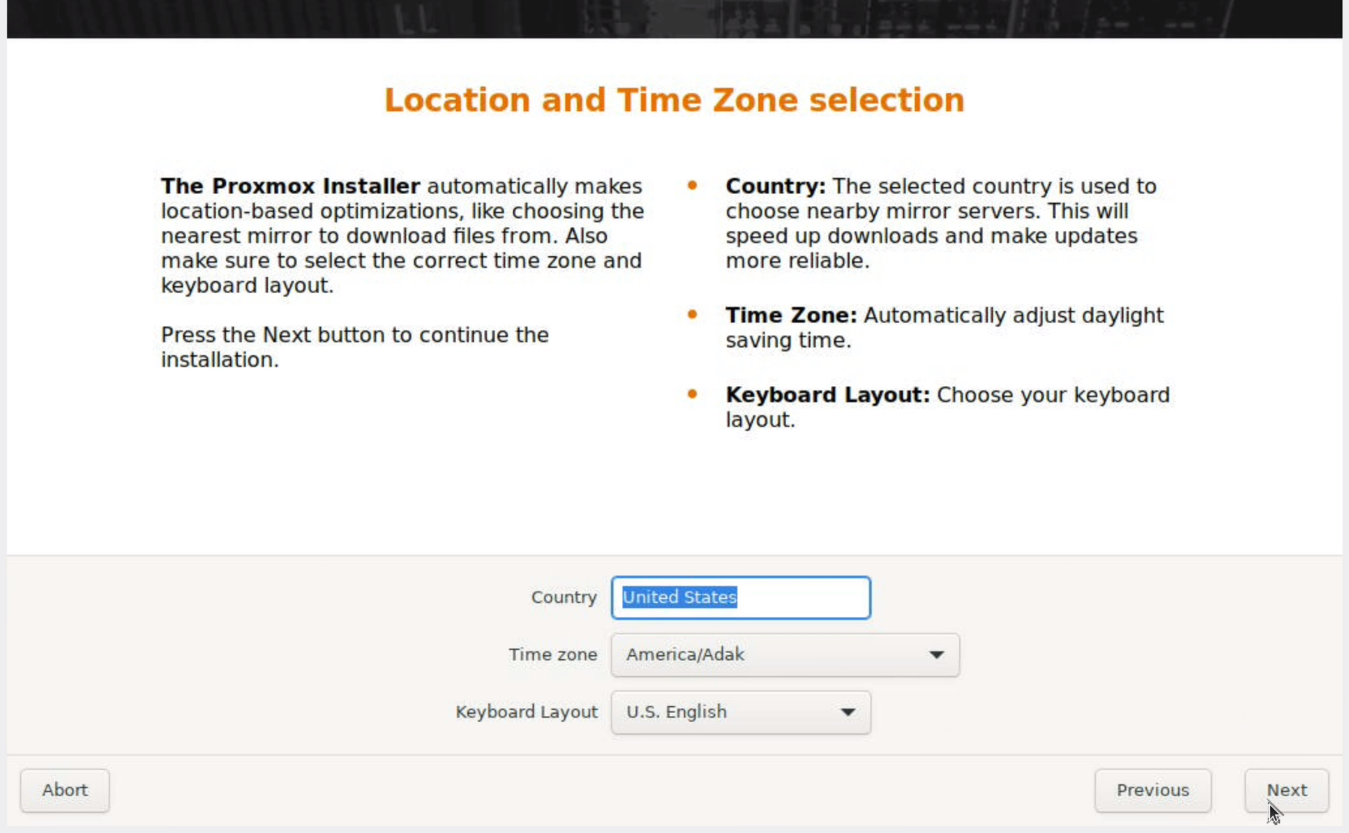 Location and Time Zone selection
The Proxmox Installer automatically makes
location-based optimizations, like choosing the
nearest mirror to download files from. Also
make sure to select the correct time zone and
keyboard layout.
Press the Next button to continue the
installation.
• Country: The selected country is used to
choose nearby mirror servers. This will
speed up downloads and make updates
more reliable.
• Time Zone: Automatically adjust daylight
saving time.
• Keyboard Layout: Choose your keyboard
layout.
Country United States
Time zone America/Adak
Keyboard Layout U.S. English
Abort Previous Next